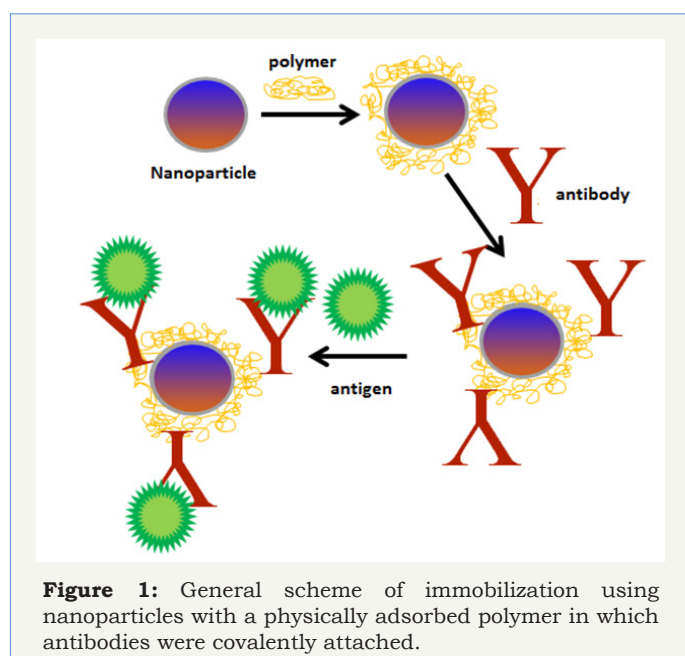 polymer
Nanoparticle
antibody
antigen
Figure 1: General scheme of immobilization using
nanoparticles with a physically adsorbed polymer in which
antibodies were covalently attached.